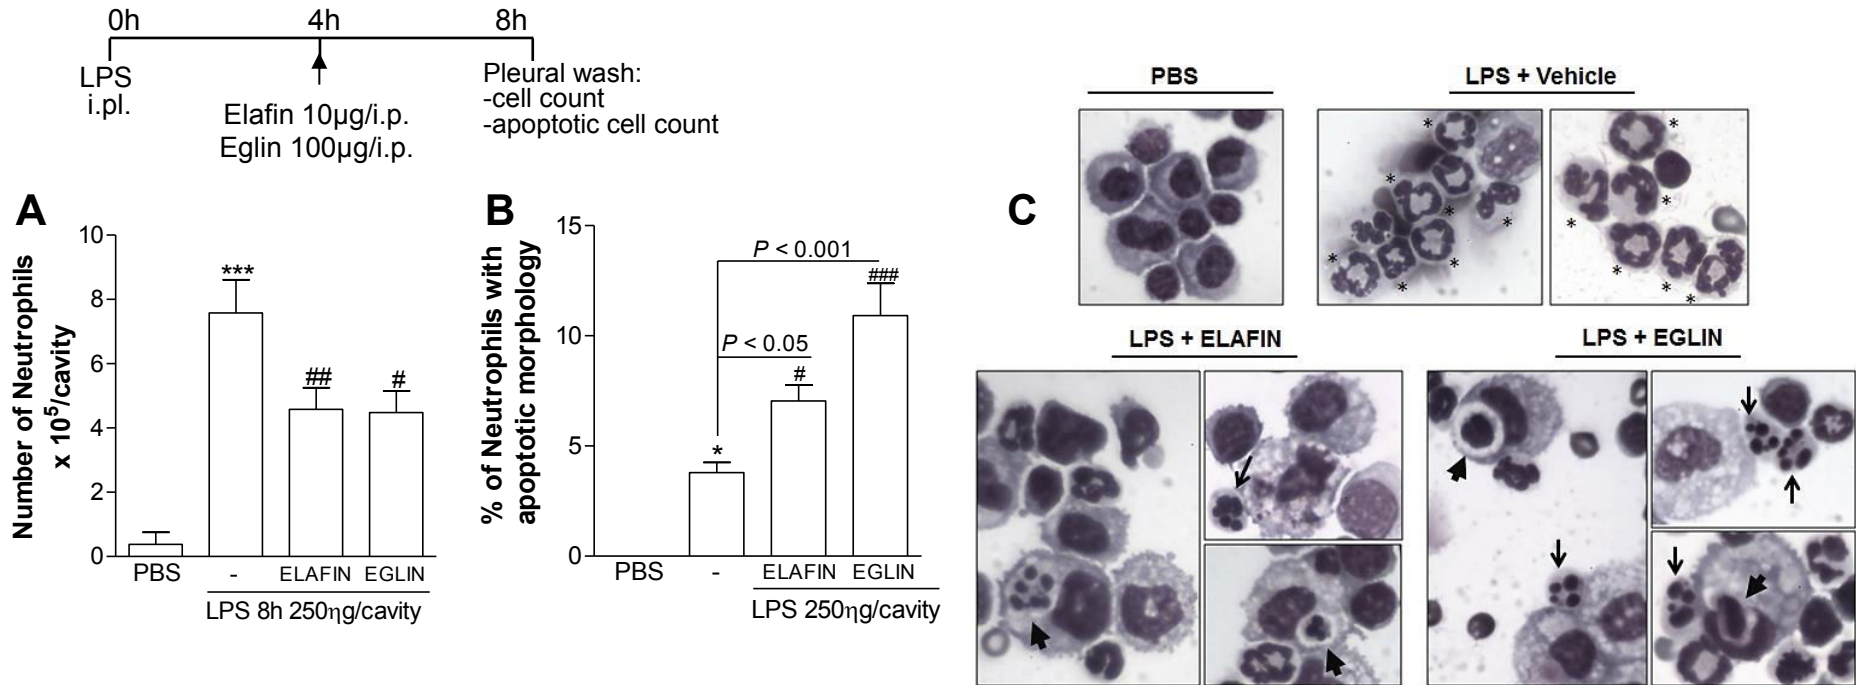 0h 4h 8h
LPS
i.pl.
Elafin 10µg/i.p.
Eglin 100µg/i.p.
Pleural wash:
-cell count
-apoptotic cell count
A
Number of Neutrophils
x 10⁵/cavity
10
8
6
4
2
0
***
##
#
PBS - ELAFIN EGLIN
LPS 8h 250ηg/cavity
B
% of Neutrophils with
apoptotic morphology
15
10
5
0
P < 0.001
###
P < 0.05
#
*
PBS - ELAFIN EGLIN
LPS 250ηg/cavity
C
PBS
LPS + Vehicle
* * * * * * *
* * * * * *
LPS + ELAFIN
LPS + EGLIN